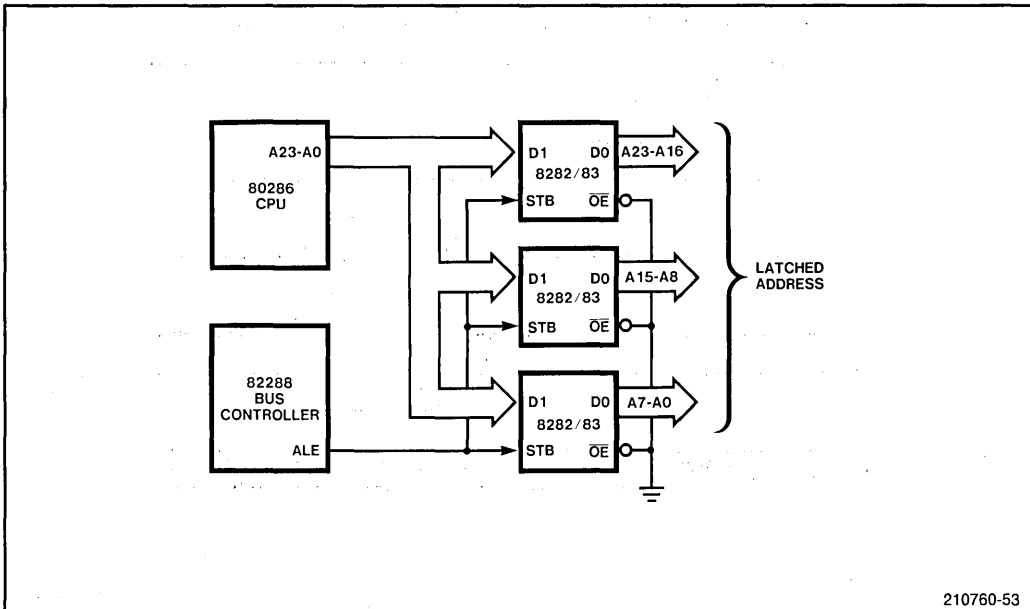 A23-A0
80286
CPU
82288
BUS
CONTROLLER
ALE
D1 D0
8282/83
STB OE
A23-A16
D1 D0
8282/83
STB OE
A15-A8
D1 D0
8282/83
STB OE
A7-A0
LATCHED
ADDRESS
210760-53